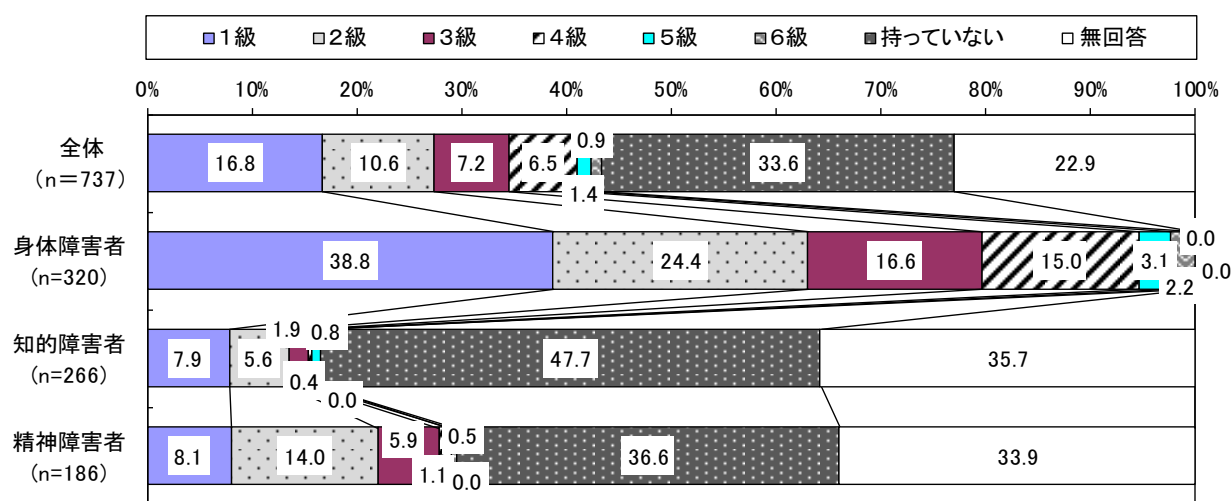 １級 ２級 ３級 ４級 ５級 ６級 持っていない 無回答
0% 10% 20% 30% 40% 50% 60% 70% 80% 90% 100%
全体
（n＝737）
16.8 10.6 7.2 6.5 1.4 0.9 33.6 22.9
身体障害者
(n=320)
38.8 24.4 16.6 15.0 3.1 2.2 0.0 0.0
知的障害者
(n=266)
7.9 5.6 1.9 0.4 0.8 0.0 47.7 35.7
精神障害者
(n=186)
8.1 14.0 5.9 1.1 0.5 0.0 36.6 33.9